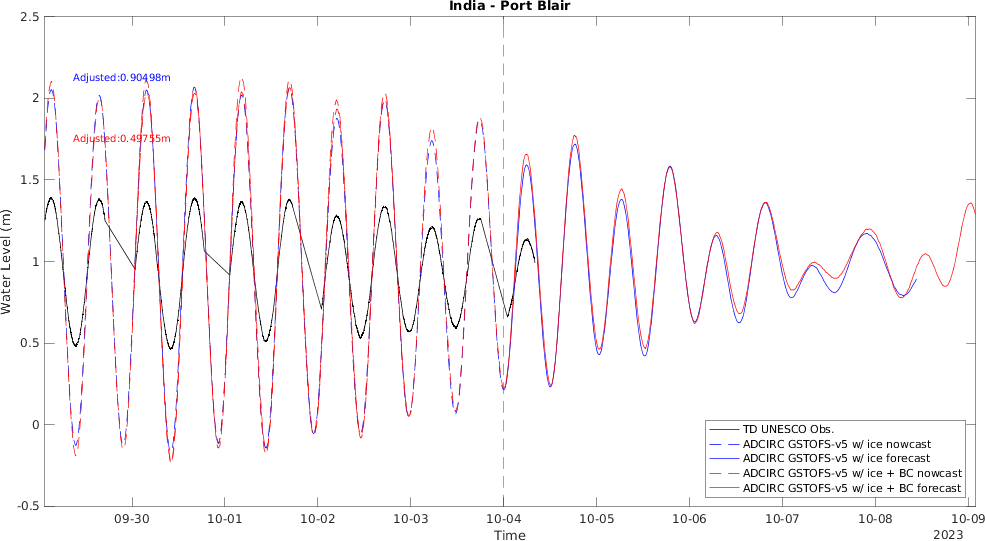 India - Port Blair
2.5
2
1.5
1
0.5
0
-0.5
Water Level (m)
Adjusted:0.90498m
Adjusted:0.49755m
TD UNESCO Obs.
ADCIRC GSTOFS-v5 w/ ice nowcast
ADCIRC GSTOFS-v5 w/ ice forecast
ADCIRC GSTOFS-v5 w/ ice + BC nowcast
ADCIRC GSTOFS-v5 w/ ice + BC forecast
09-30 10-01 10-02 10-03 10-04 10-05 10-06 10-07 10-08 10-09
Time
2023